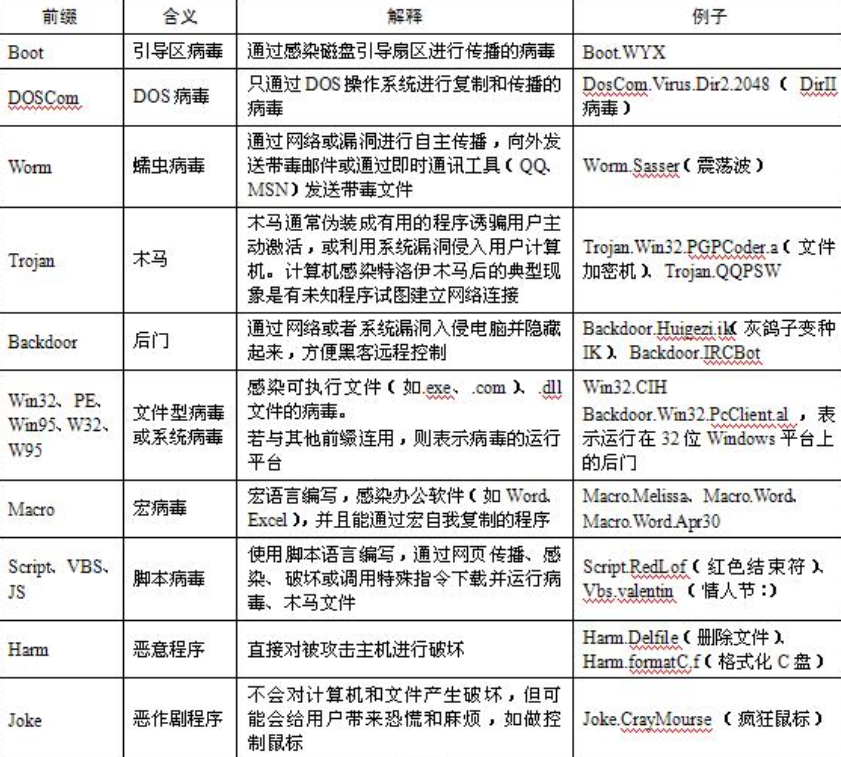 前缀 含义 解释 例子
Boot 引导区病毒 通过感染磁盘引导扇区进行传播的病毒 Boot.WYX
DOSCom DOS病毒 只通过DOS操作系统进行复制和传播的
病毒
DosCom.Virus.Dir2.2048 ( DirII
病毒)
Worm 蠕虫病毒 通过网络或漏洞进行自主传播，向外发
送带毒邮件或通过即时通讯工具(QQ、
MSN)发送带毒文件
Worm.Sasser(震荡波)
Trojan 木马 木马通常伪装成有用的程序诱骗用户主
动激活，或利用系统漏洞侵入用户计算
机。计算机感染特洛伊木马后的典型现
象是有未知程序试图建立网络连接
Trojan.Win32.PGPCoder.a(文件
加密机)、Trojan.QQPSW
Backdoor 后门 通过网络或者系统漏洞入侵电脑并隐藏
起来，方便黑客远程控制
Backdoor.Huigezi.ik(灰鸽子变种
IK)、Backdoor.IRCBot
Win32、PE、
Win95、W32、
W95
文件型病毒
或系统病毒
感染可执行文件(如.exe、.com)、.dll
文件的病毒。
若与其他前缀连用，则表示病毒的运行
平台
Win32.CIH
Backdoor.Win32.PcClient.al，表
示运行在32位Windows平台上
的后门
Macro 宏病毒 宏语言编写，感染办公软件(如Word、
Excel)，并且能通过宏自我复制的程序
Macro.Melissa、Macro.Word、
Macro.Word.Apr30
Script、VBS、
JS
脚本病毒
使用脚本语言编写，通过网页传播、感
染、破坏或调用特殊指令下载并运行病
毒、木马文件
Script.RedLof(红色结束符)、
Vbs.valentin (情人节:)
Harm 恶意程序 直接对被攻击主机进行破坏
Harm.Delfile(删除文件)、
Harm.formatC.f(格式化C盘)
Joke 恶作剧程序 不会对计算机和文件产生破坏，但可
能会给用户带来恐慌和麻烦，如做控
制鼠标
Joke.CrayMourse (疯狂鼠标)